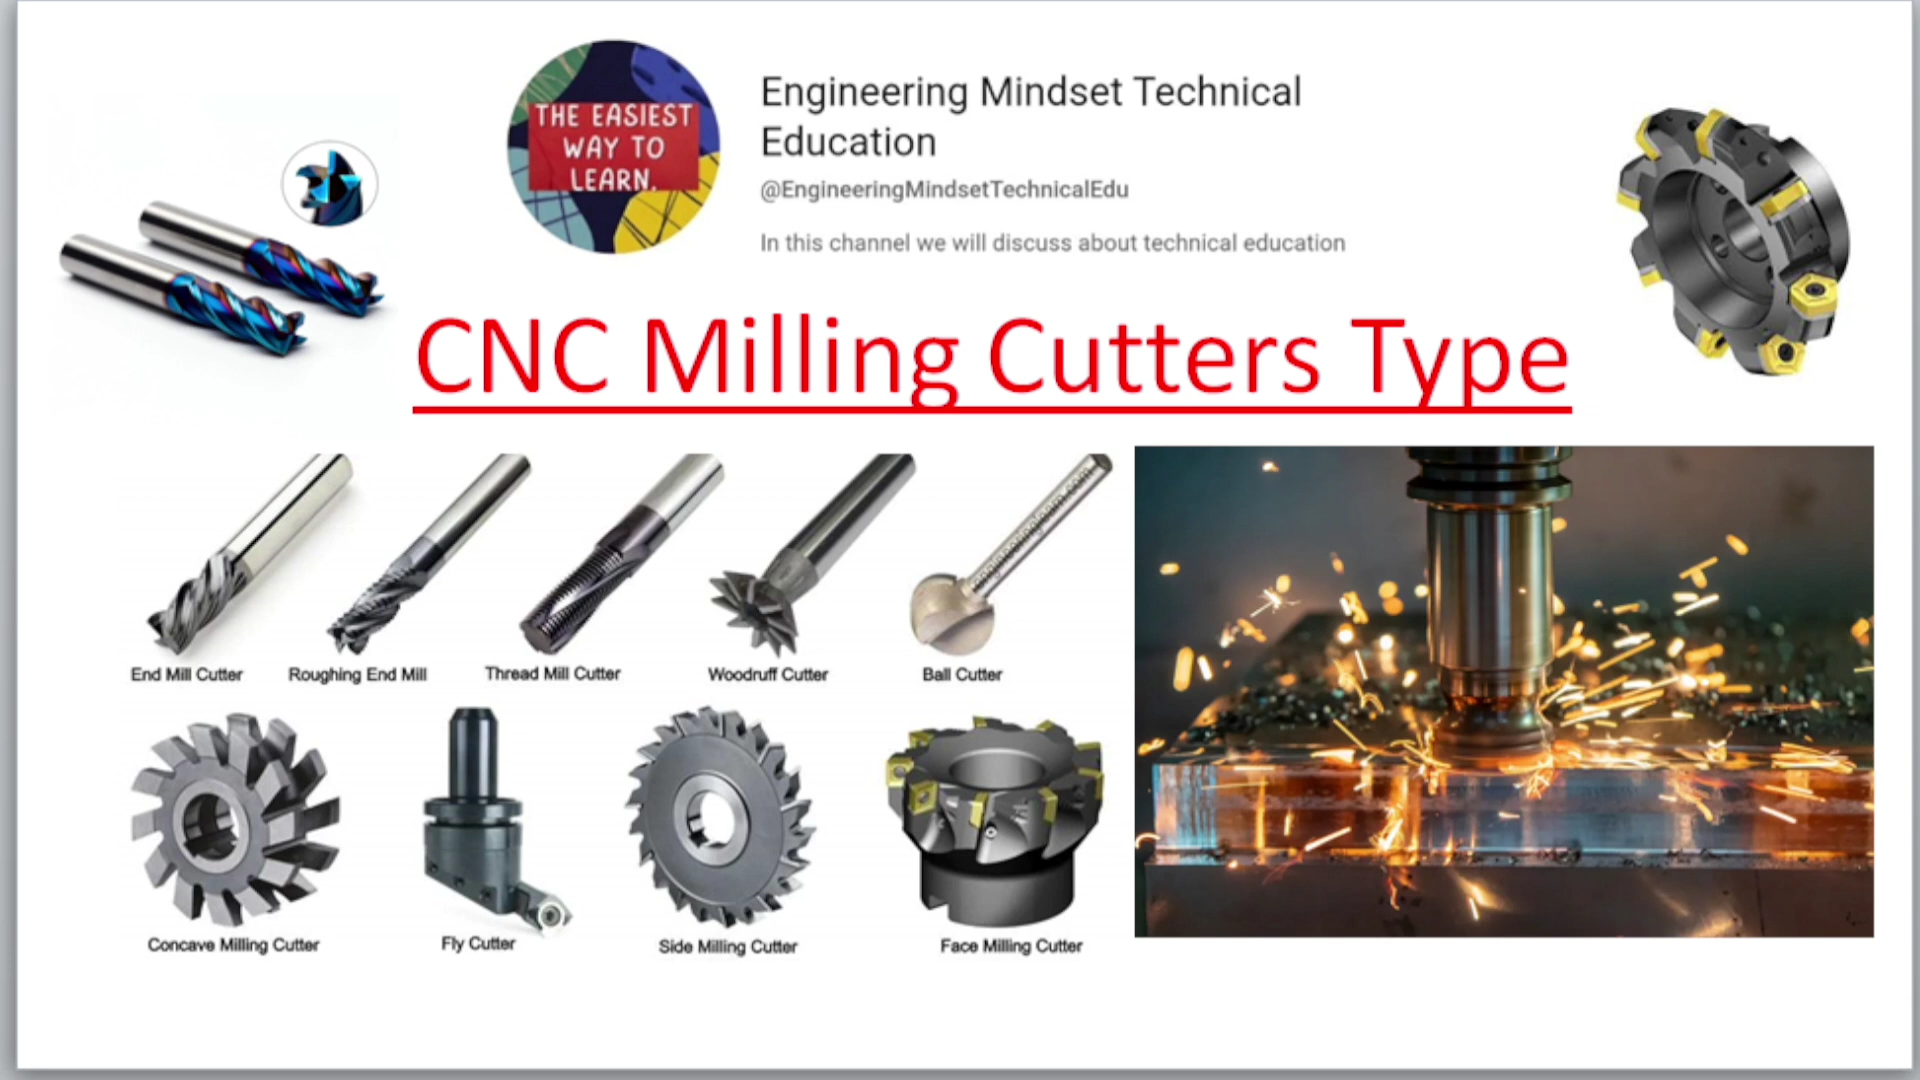 THE EASIEST
WAY TO
LEARN.
Engineering Mindset Technical
Education
@EngineeringMindsetTechnicalEdu
In this channel we will discuss about technical education
CNC Milling Cutters Type
End Mill Cutter
Roughing End Mill
Thread Mill Cutter
Woodruff Cutter
Ball Cutter
Concave Milling Cutter
Fly Cutter
Side Milling Cutter
Face Milling Cutter